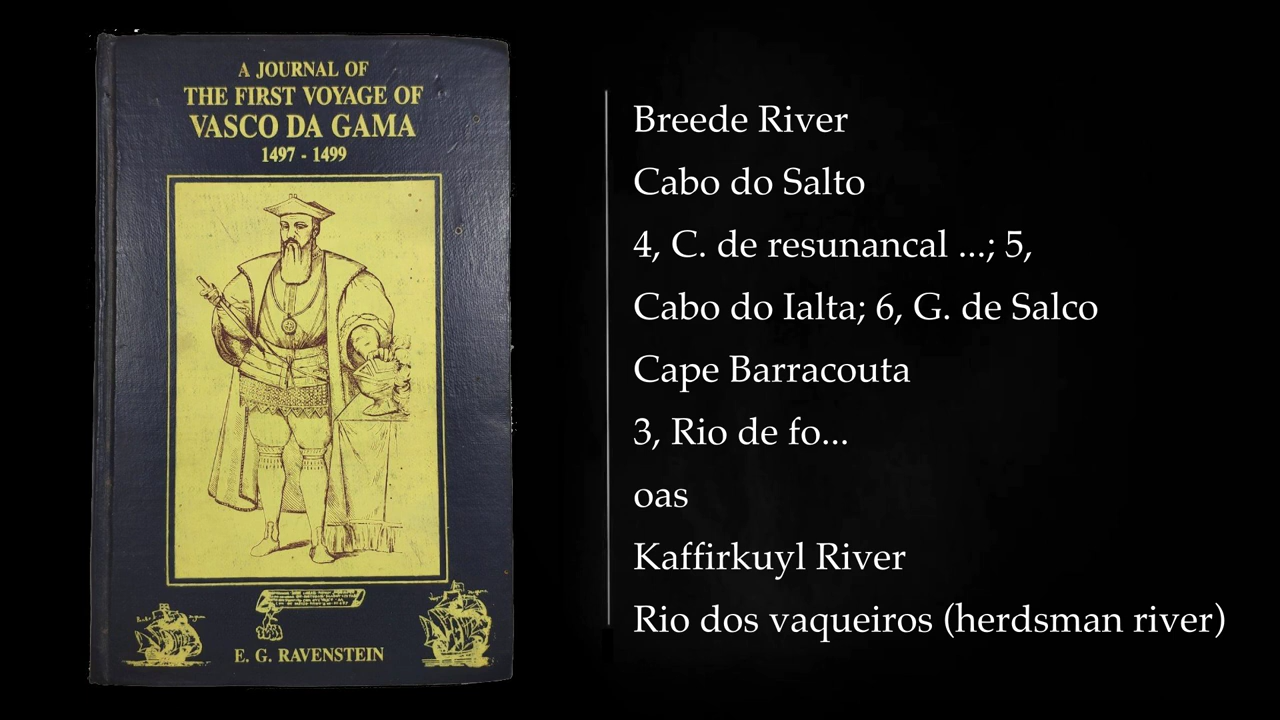 A JOURNAL OF
THE FIRST VOYAGE OF
VASCO DA GAMA
1497 - 1499
E. G. RAVENSTEIN
Breede River
Cabo do Salto
4, C. de resunancal ...; 5,
Cabo do Ialta; 6, G. de Salco
Cape Barracouta
3, Rio de fo...
oas
Kaffirkuyl River
Rio dos vaqueiros (herdsman river)